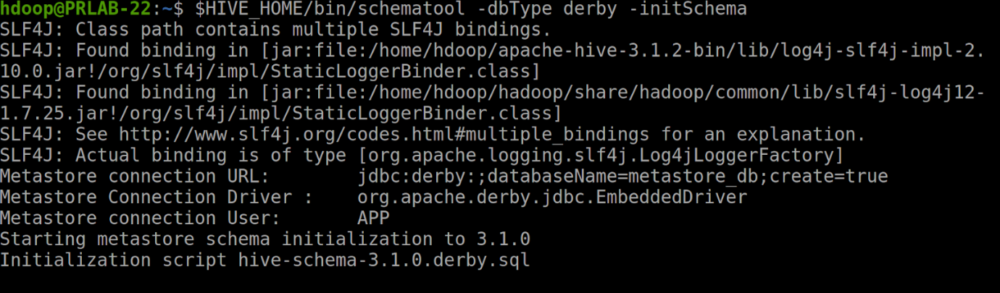 hdoop@PRLAB-22:~$ $HIVE_HOME/bin/schematool -dbType derby -initSchema
SLF4J: Class path contains multiple SLF4J bindings.
SLF4J: Found binding in [jar:file:/home/hdoop/apache-hive-3.1.2-bin/lib/log4j-slf4j-impl-2.
10.0.jar!/org/slf4j/impl/StaticLoggerBinder.class]
SLF4J: Found binding in [jar:file:/home/hdoop/hadoop/share/hadoop/common/lib/slf4j-log4j12-
1.7.25.jar!/org/slf4j/impl/StaticLoggerBinder.class]
SLF4J: See http://www.slf4j.org/codes.html#multiple_bindings for an explanation.
SLF4J: Actual binding is of type [org.apache.logging.slf4j.Log4jLoggerFactory]
Metastore connection URL:        jdbc:derby:;databaseName=metastore_db;create=true
Metastore Connection Driver :    org.apache.derby.jdbc.EmbeddedDriver
Metastore connection User:       APP
Starting metastore schema initialization to 3.1.0
Initialization script hive-schema-3.1.0.derby.sql